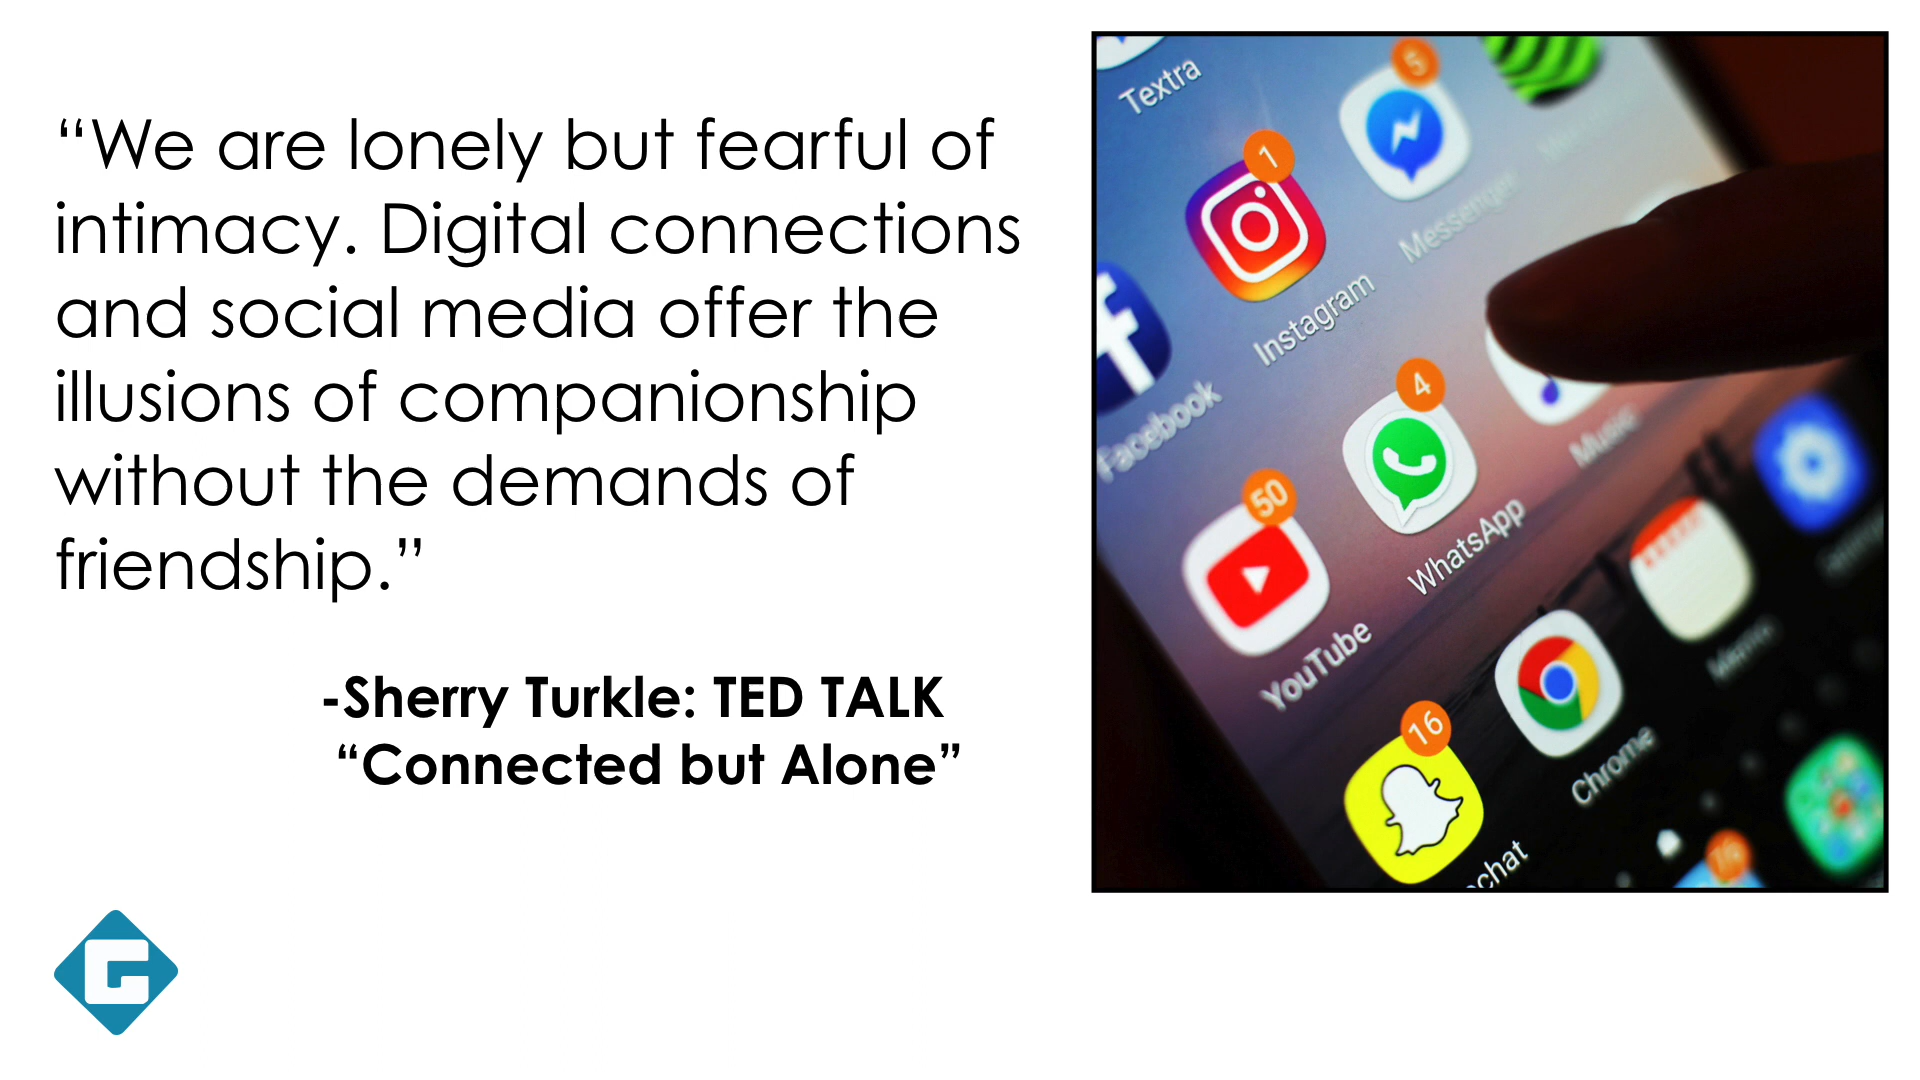 “We are lonely but fearful of
intimacy. Digital connections
and social media offer the
illusions of companionship
without the demands of
friendship.”
-Sherry Turkle: TED TALK
“Connected but Alone”
Textra
5
Messenger
1
Instagram
Facebook
4
WhatsApp
Music
50
YouTube
16
chat
Chrome
Memo
16
G